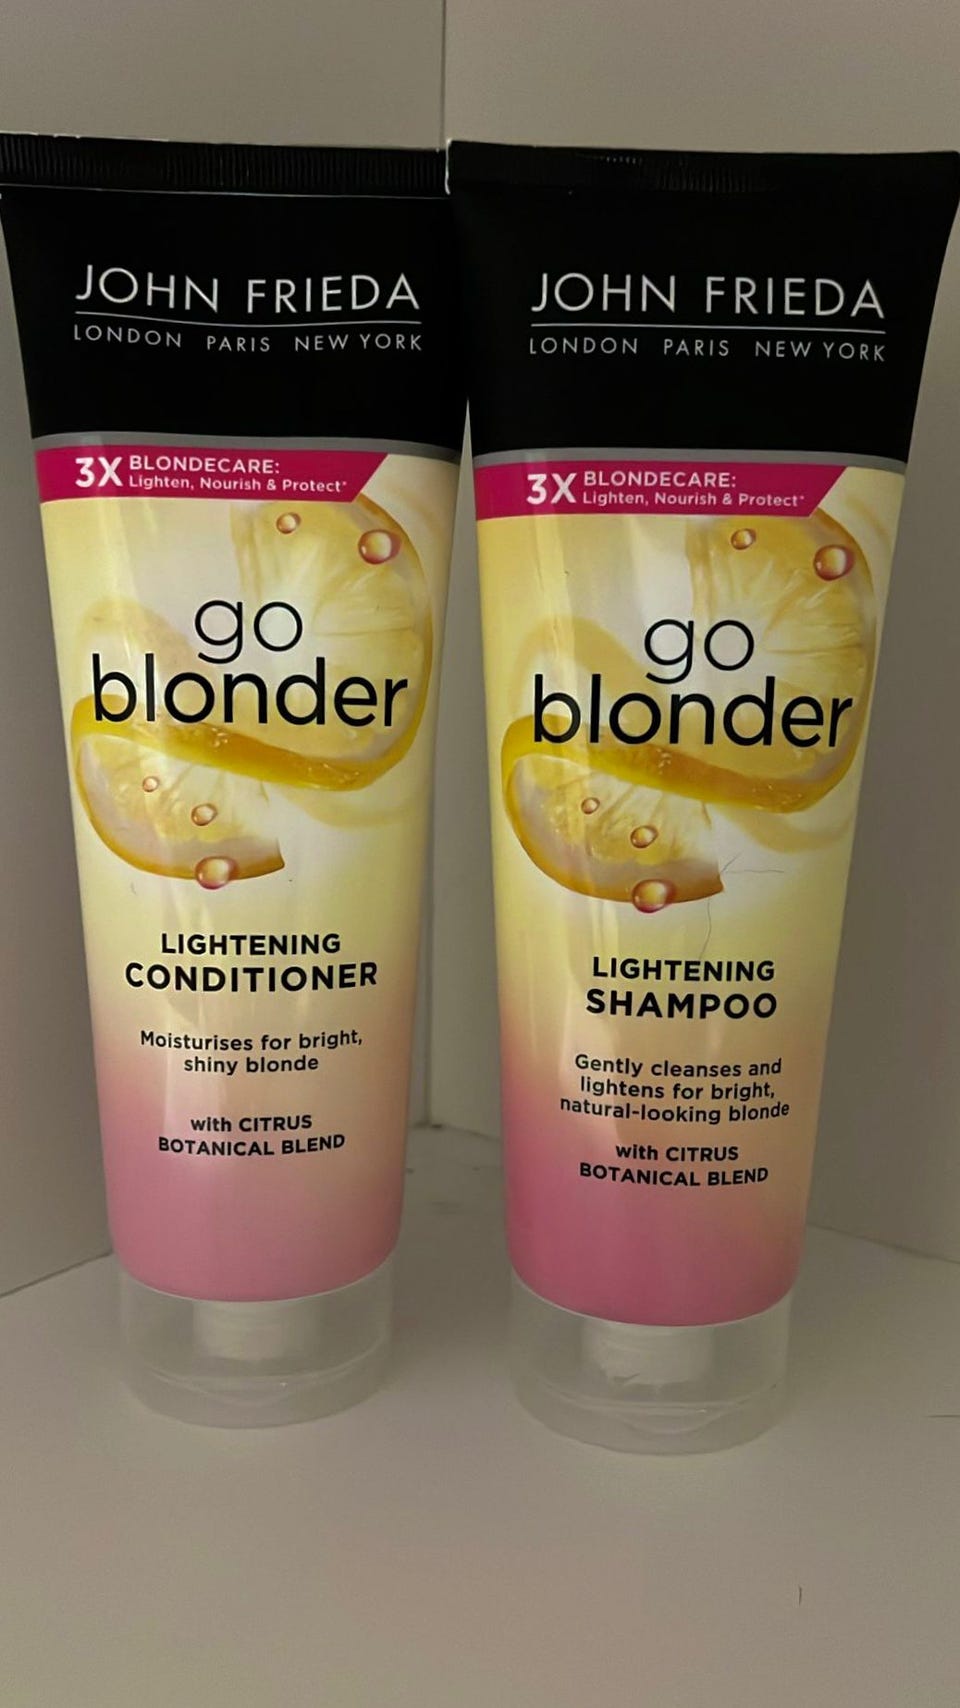 JOHN FRIEDA
LONDON PARIS NEW YORK
3X BLONDECARE:
Lighten, Nourish & Protect*
go
blonder
LIGHTENING
CONDITIONER
Moisturises for bright,
shiny blonde
with CITRUS
BOTANICAL BLEND
JOHN FRIEDA
LONDON PARIS NEW YORK
3X BLONDECARE:
Lighten, Nourish & Protect*
go
blonder
LIGHTENING
SHAMPOO
Gently cleanses and
lightens for bright,
natural-looking blonde
with CITRUS
BOTANICAL BLEND